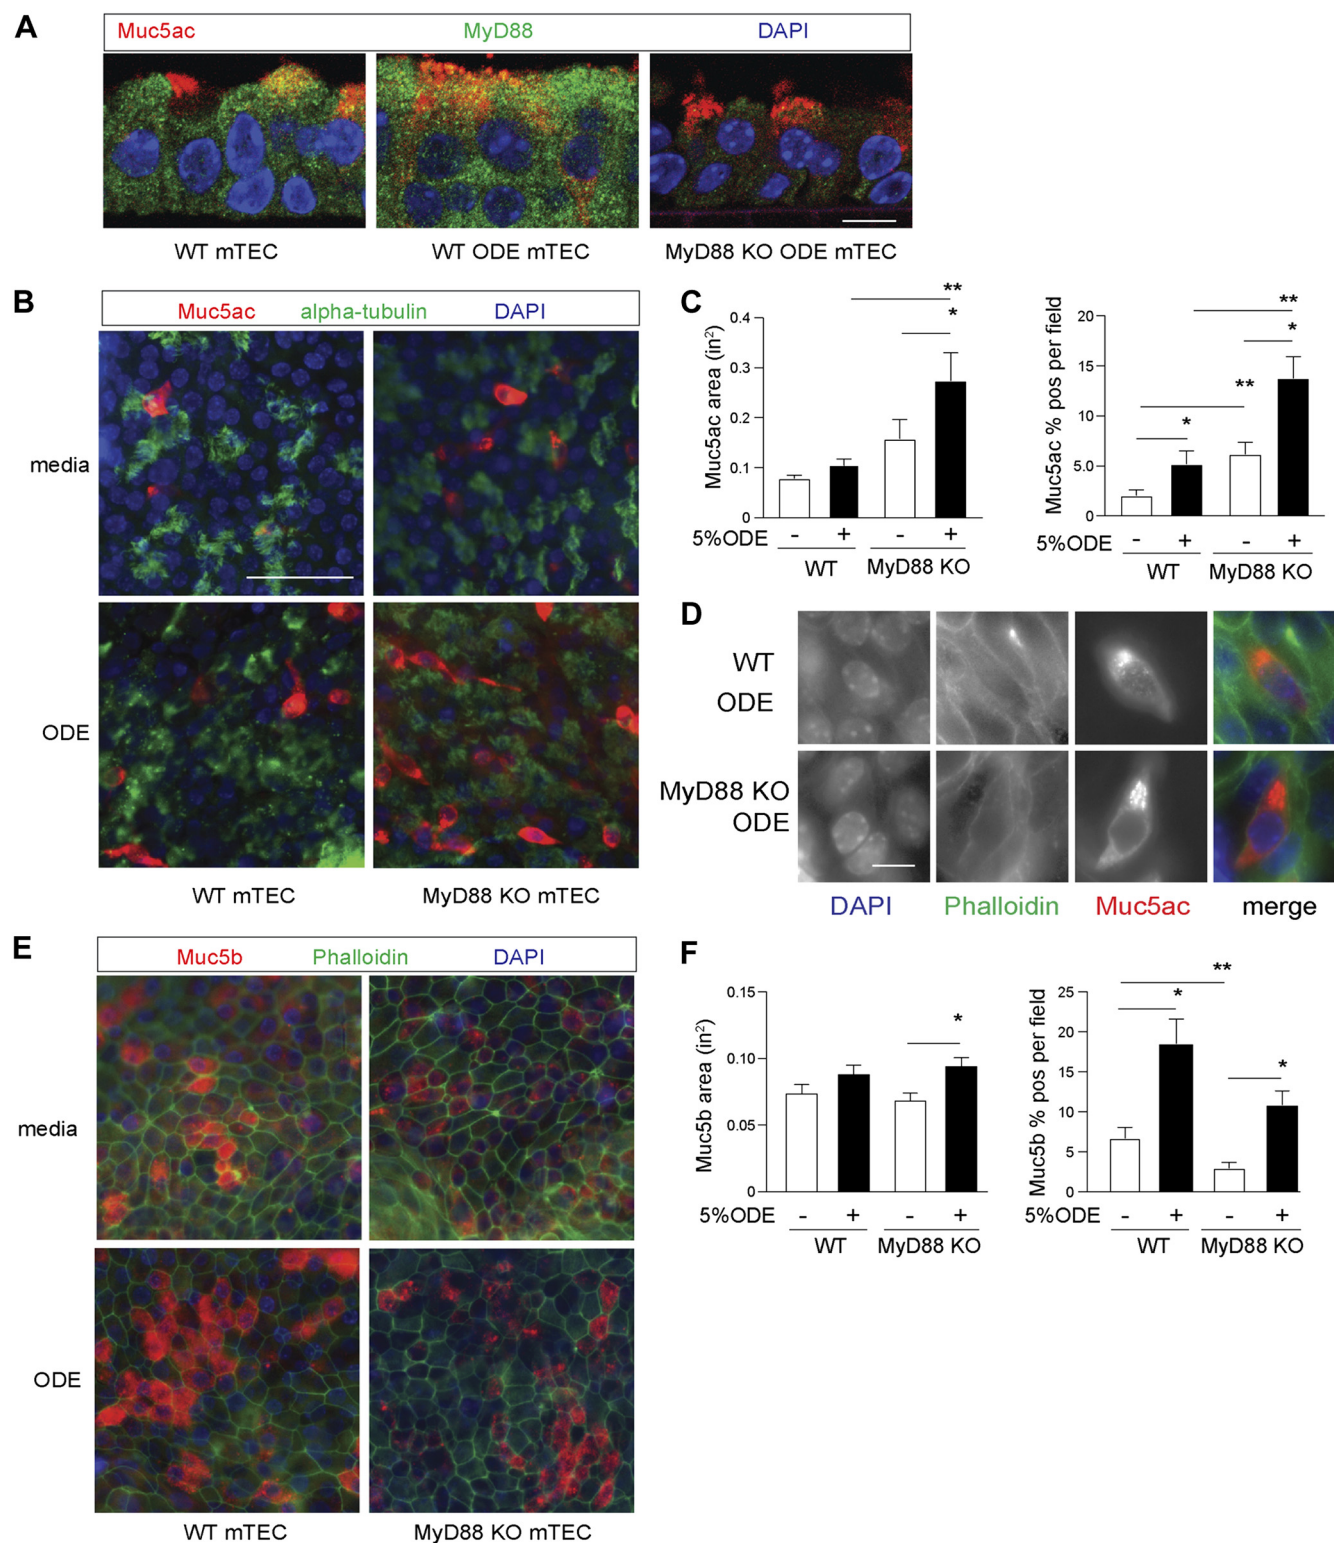 A
Muc5ac MyD88 DAPI
WT mTEC WT ODE mTEC MyD88 KO ODE mTEC
B
Muc5ac alpha-tubulin DAPI
media
ODE
WT mTEC MyD88 KO mTEC
C
Muc5ac area (in²)
0.4
0.3
0.2
0.1
0
** *
5%ODE - + - +
WT MyD88 KO
Muc5ac % pos per field
20
15
10
5.0
0
** * ** *
5%ODE - + - +
WT MyD88 KO
D
WT
ODE
MyD88 KO
ODE
DAPI Phalloidin Muc5ac merge
E
Muc5b Phalloidin DAPI
media
ODE
WT mTEC MyD88 KO mTEC
F
Muc5b area (in²)
0.15
0.10
0.05
0
*
5%ODE - + - +
WT MyD88 KO
Muc5b % pos per field
25
20
15
10
5
0
** * *
5%ODE - + - +
WT MyD88 KO